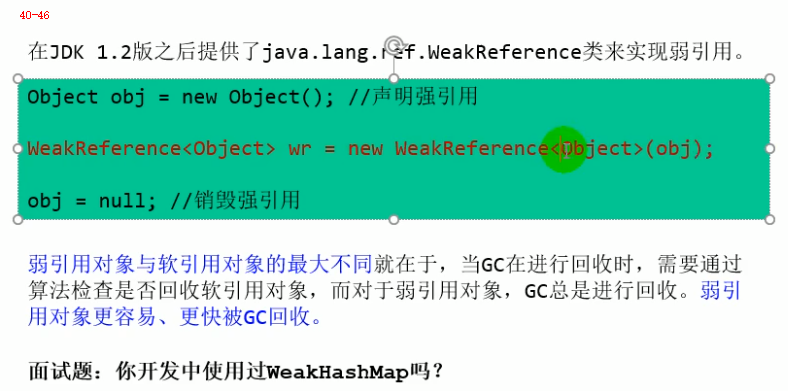 40-46
在JDK 1.2版之后提供了java.lang.ref.WeakReference类来实现弱引用。
Object obj = new Object(); //声明强引用
WeakReference<Object> wr = new WeakReference<Object>(obj);
obj = null; //销毁强引用
弱引用对象与软引用对象的最大不同就在于，当GC在进行回收时，需要通过
算法检查是否回收软引用对象，而对于弱引用对象，GC总是进行回收。弱引
用对象更容易、更快被GC回收。
面试题：你开发中使用过WeakHashMap吗？